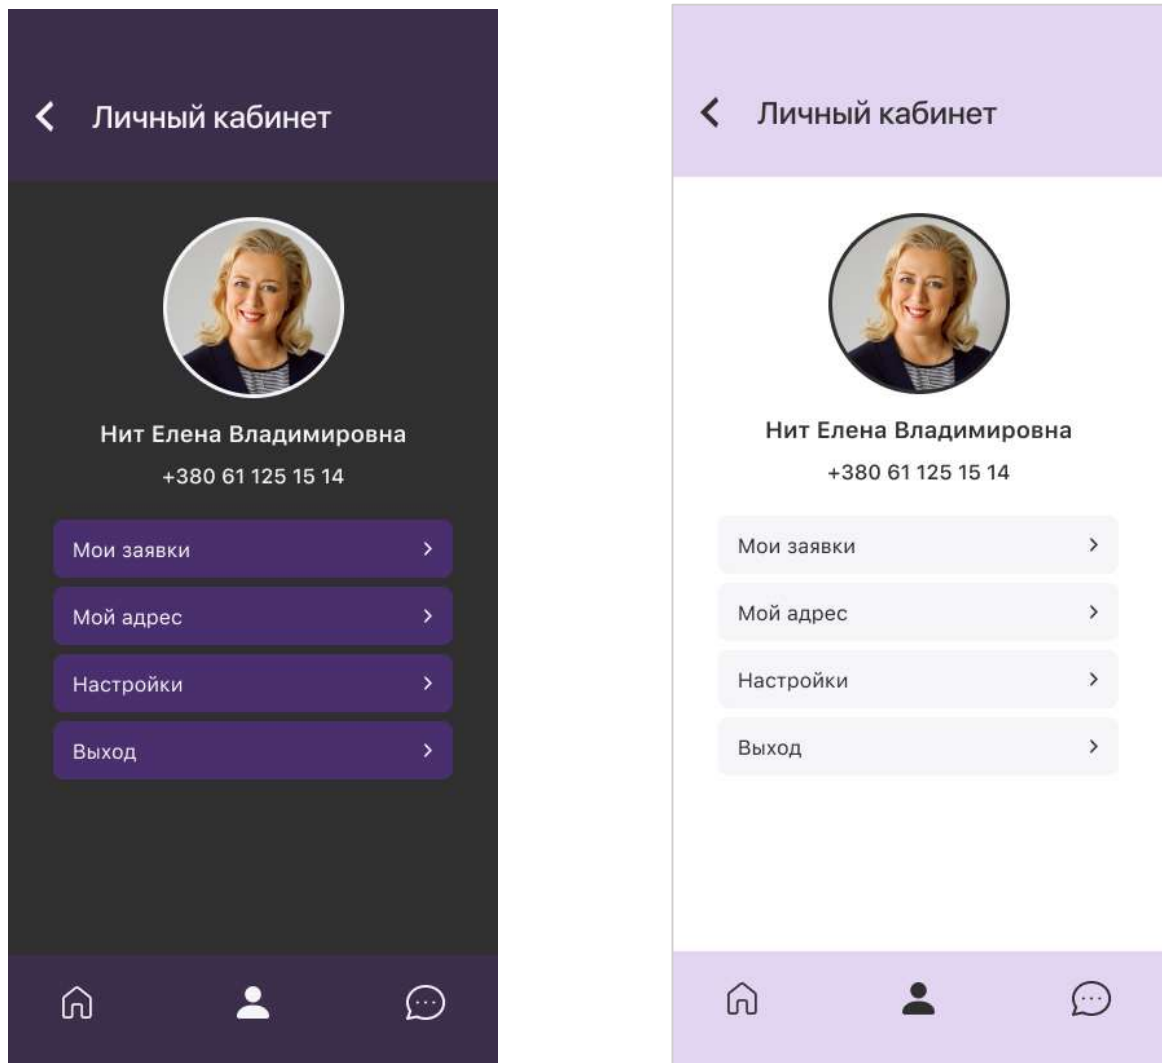 Личный кабинет
Нит Елена Владимировна
+380 61 125 15 14
Мои заявки
Мой адрес
Настройки
Выход
Личный кабинет
Нит Елена Владимировна
+380 61 125 15 14
Мои заявки
Мой адрес
Настройки
Выход